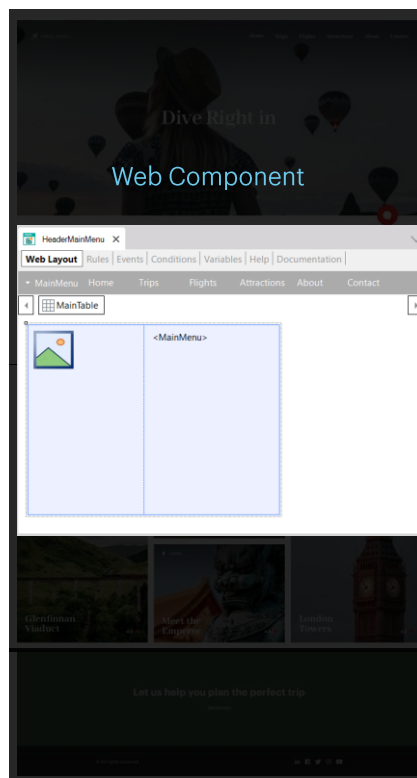 Dive Right in
Web Component
HeaderMainMenu
Web Layout Rules Events Conditions Variables Help Documentation
MainMenu Home Trips Flights Attractions About Contact
MainTable
<MainMenu>
Glenfinnan
Viaduct
Meet the
London
Towers
Let us help you plan the perfect trip